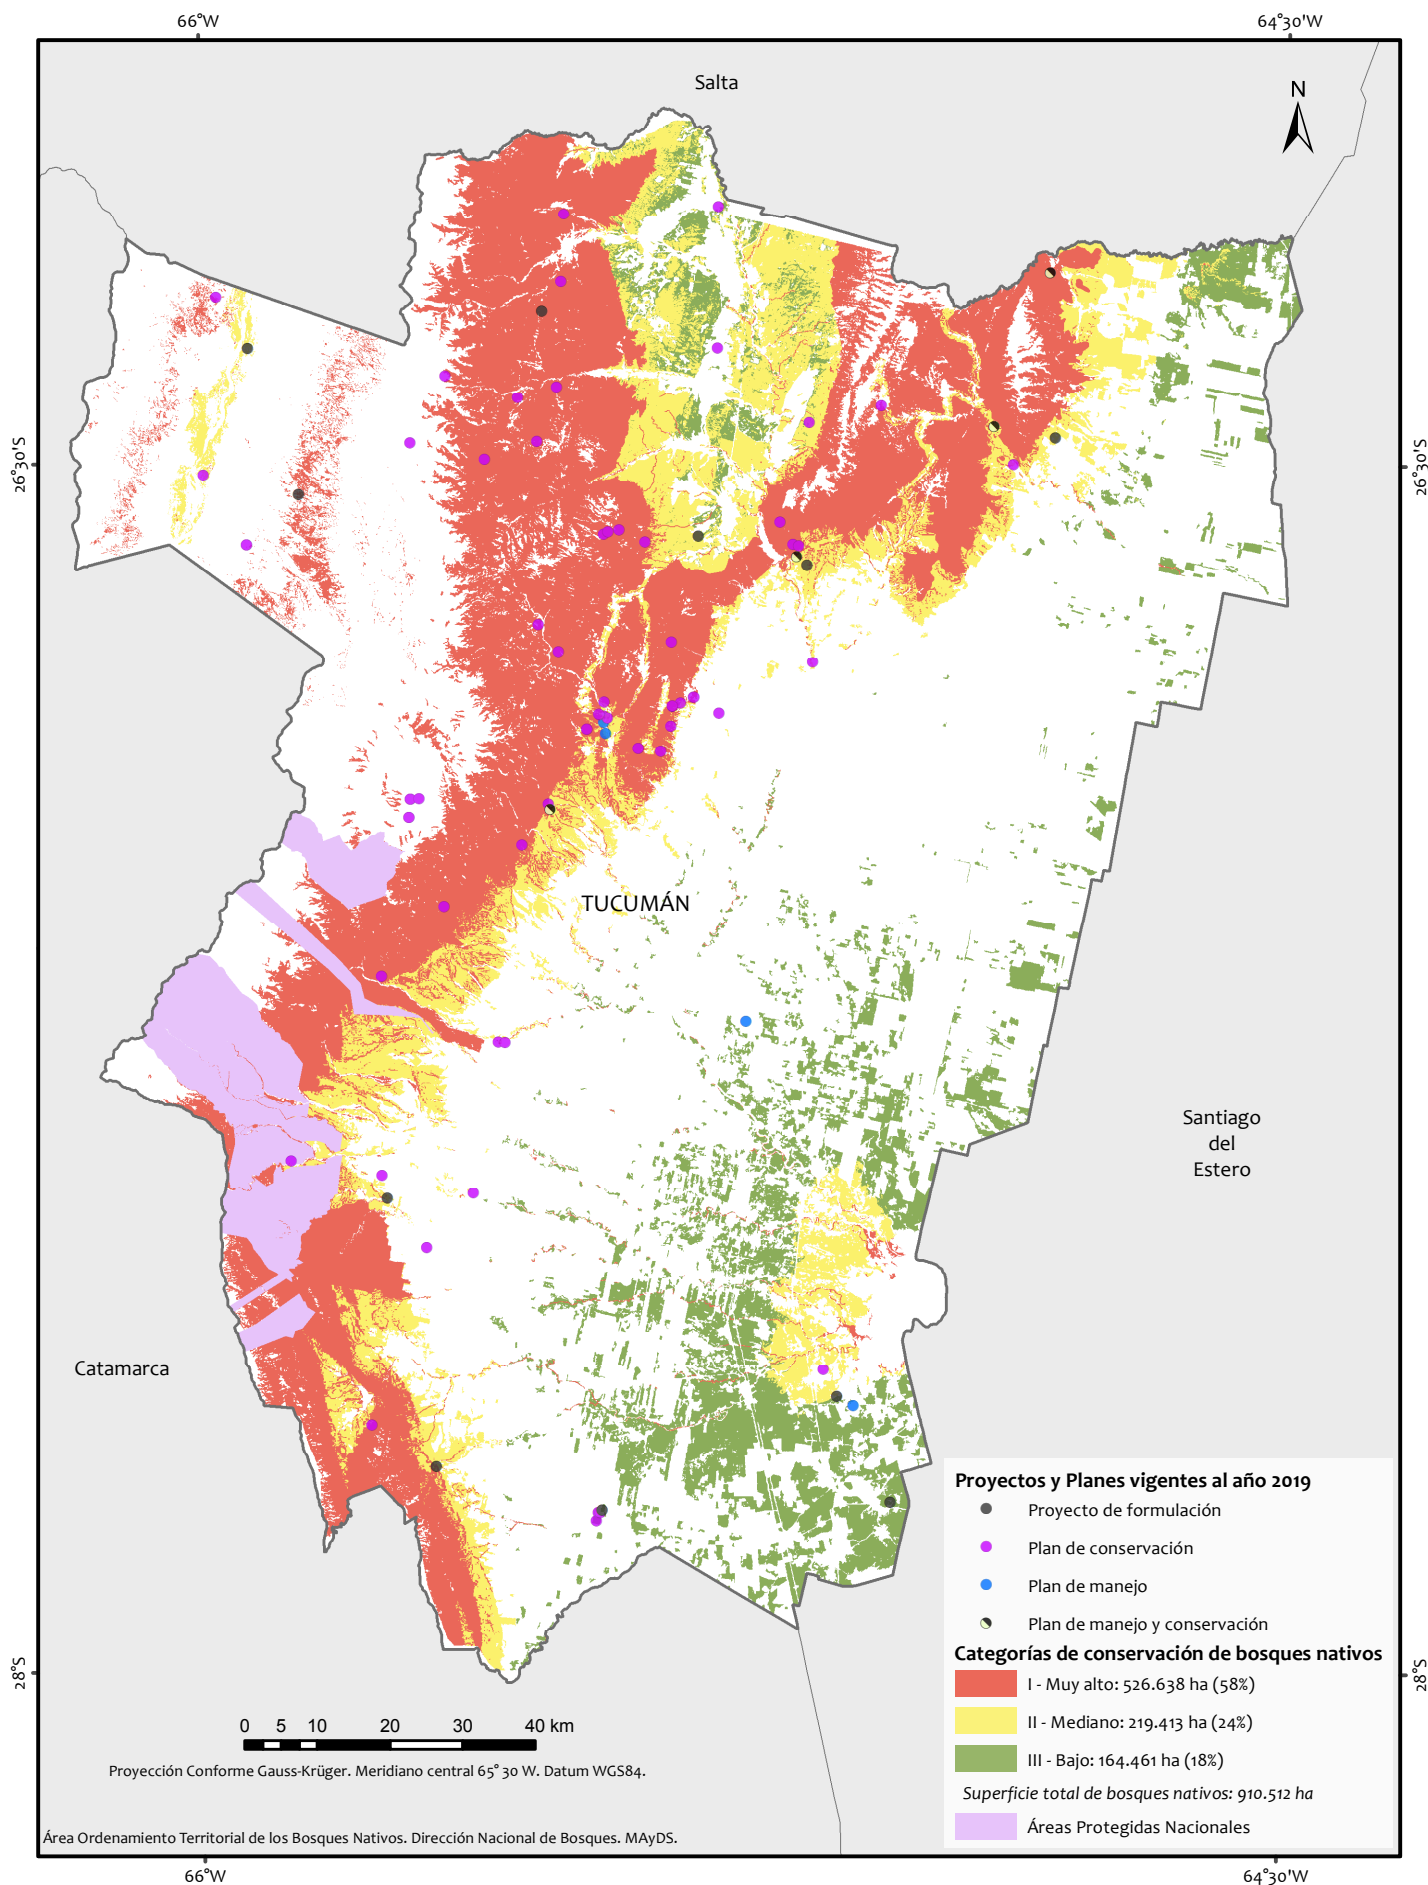 66°W
64°30'W
Salta
N
26°30'S
26°30'S
TUCUMÁN
Santiago
del
Estero
Catamarca
Proyectos y Planes vigentes al año 2019
Proyecto de formulación
Plan de conservación
Plan de manejo
Plan de manejo y conservación
Categorías de conservación de bosques nativos
I - Muy alto: 526.638 ha (58%)
II - Mediano: 219.413 ha (24%)
III - Bajo: 164.461 ha (18%)
Superficie total de bosques nativos: 910.512 ha
Áreas Protegidas Nacionales
28°S
28°S
0 5 10 20 30 40 km
Proyección Conforme Gauss-Krüger. Meridiano central 65° 30 W. Datum WGS84.
Área Ordenamiento Territorial de los Bosques Nativos. Dirección Nacional de Bosques. MAyDS.
66°W
64°30'W